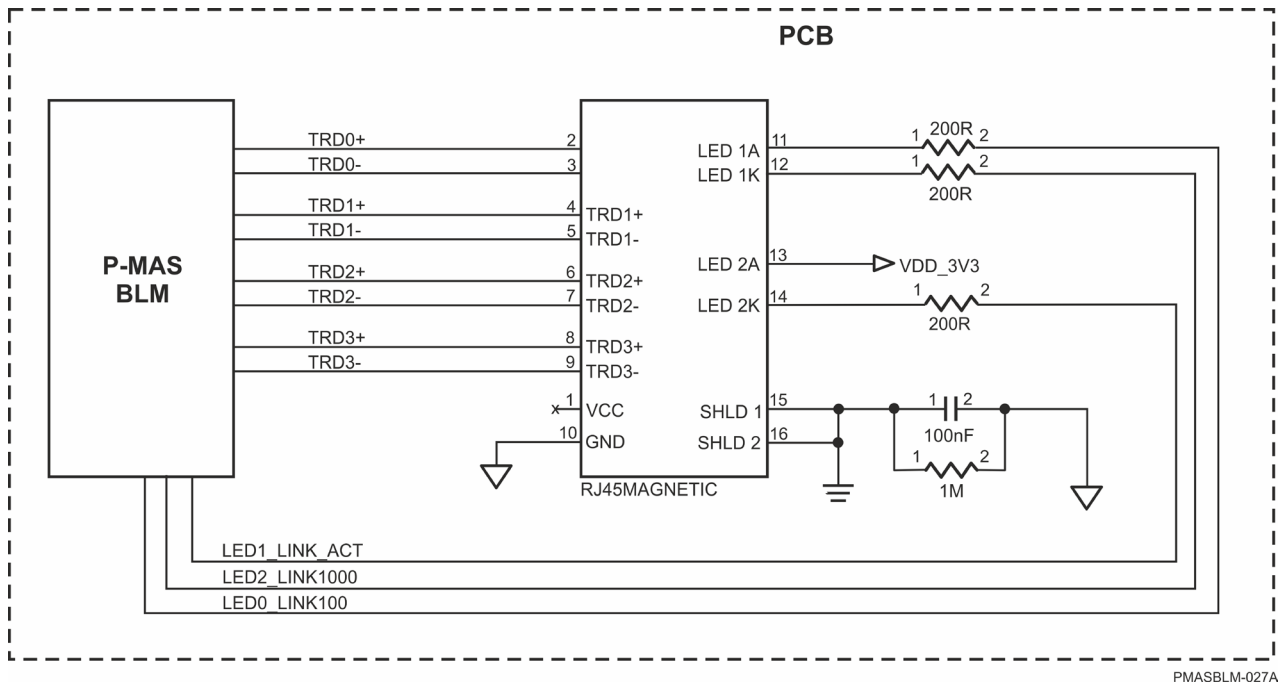 PCB
P-MAS
BLM
TRD0+
TRD0-
TRD1+
TRD1-
TRD2+
TRD2-
TRD3+
TRD3-
2
3
4 TRD1+
5 TRD1-
6 TRD2+
7 TRD2-
8 TRD3+
9 TRD3-
x 1 VCC
10 GND
RJ45MAGNETIC
LED 1A 11
LED 1K 12
LED 2A 13
LED 2K 14
SHLD 1 15
SHLD 2 16
1 200R 2
1 2
200R
VDD_3V3
1 2
200R
1 2
100nF
1 2
1M
LED1_LINK_ACT
LED2_LINK1000
LED0_LINK100
PMASBLM-027A